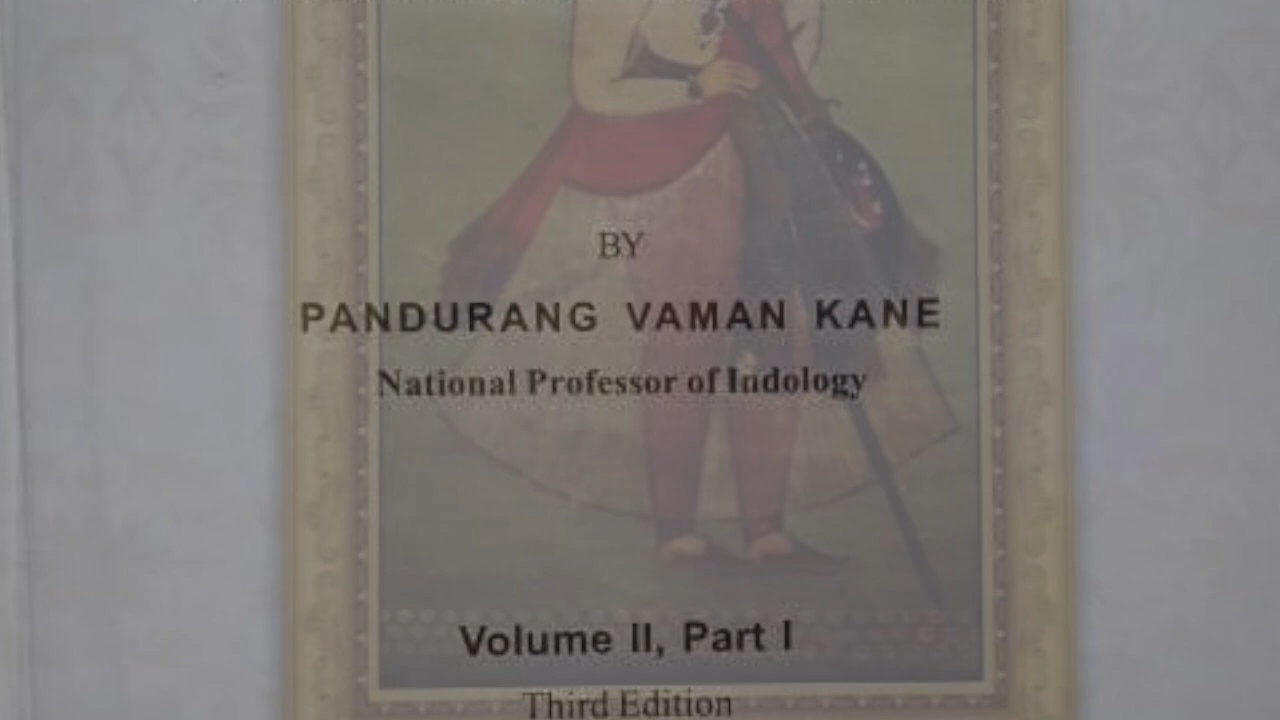 BY
PANDURANG VAMAN KANE
National Professor of Indology
Volume II, Part I
Third Edition